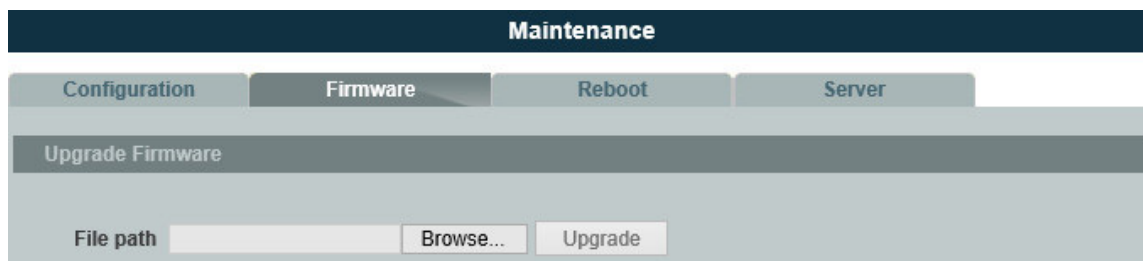 Maintenance
Configuration Firmware Reboot Server
Upgrade Firmware
File path Browse... Upgrade